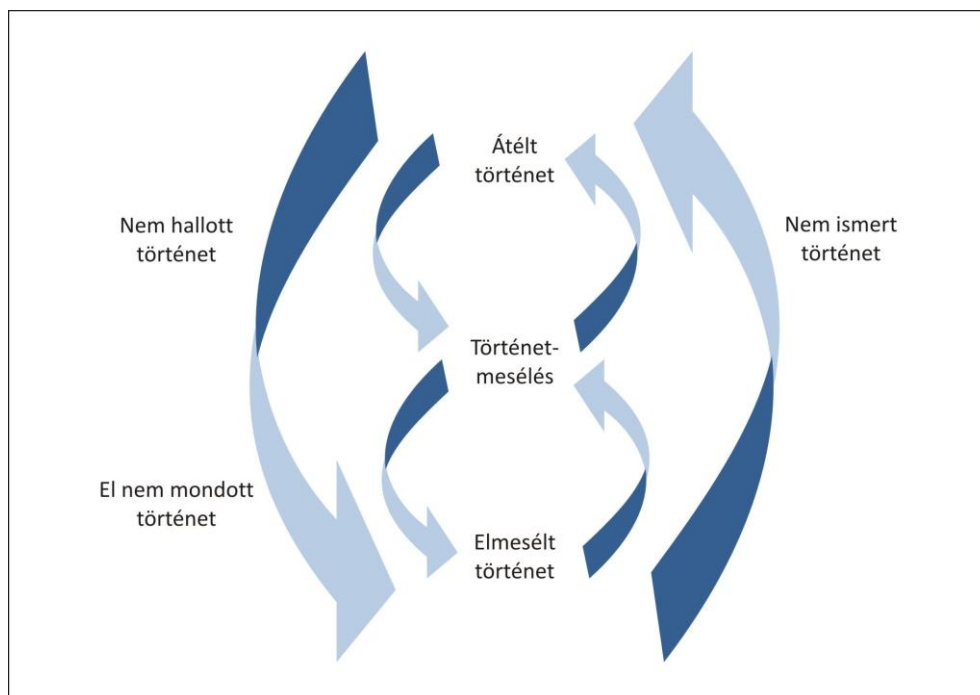 Átélt
történet
Nem hallott
történet
Nem ismert
történet
Történet-
mesélés
El nem mondott
történet
Elmesélt
történet